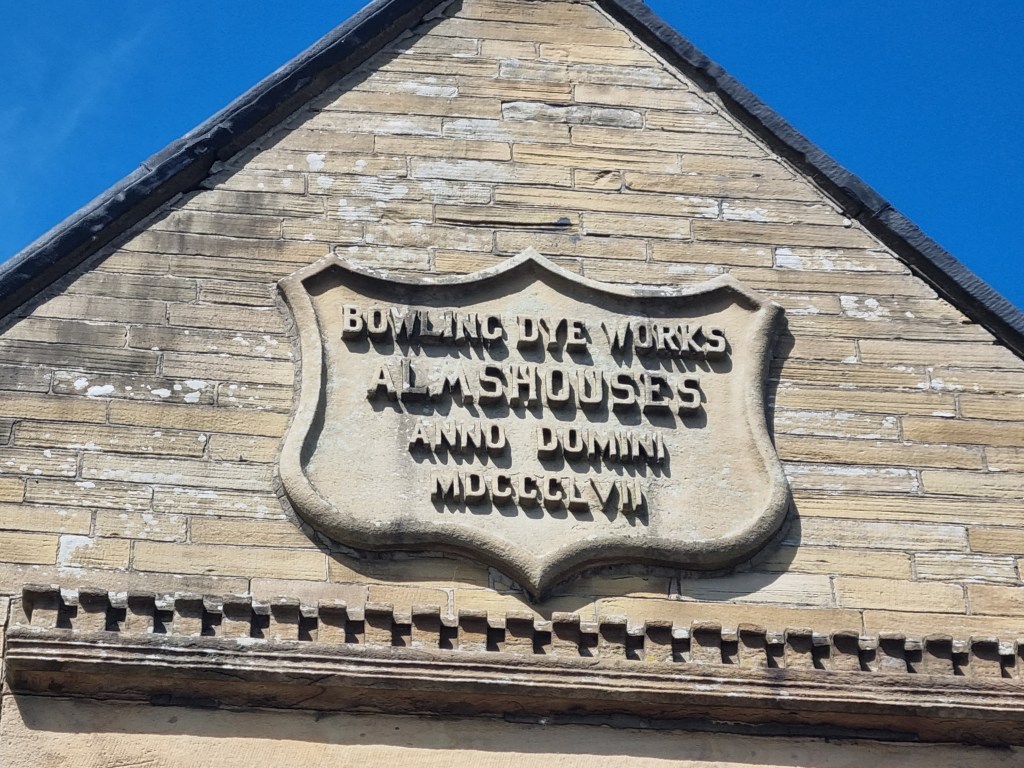 BOWLING DYE WORKS
ALMSHOUSES
ANNO DOMINI
MDCCCLVII